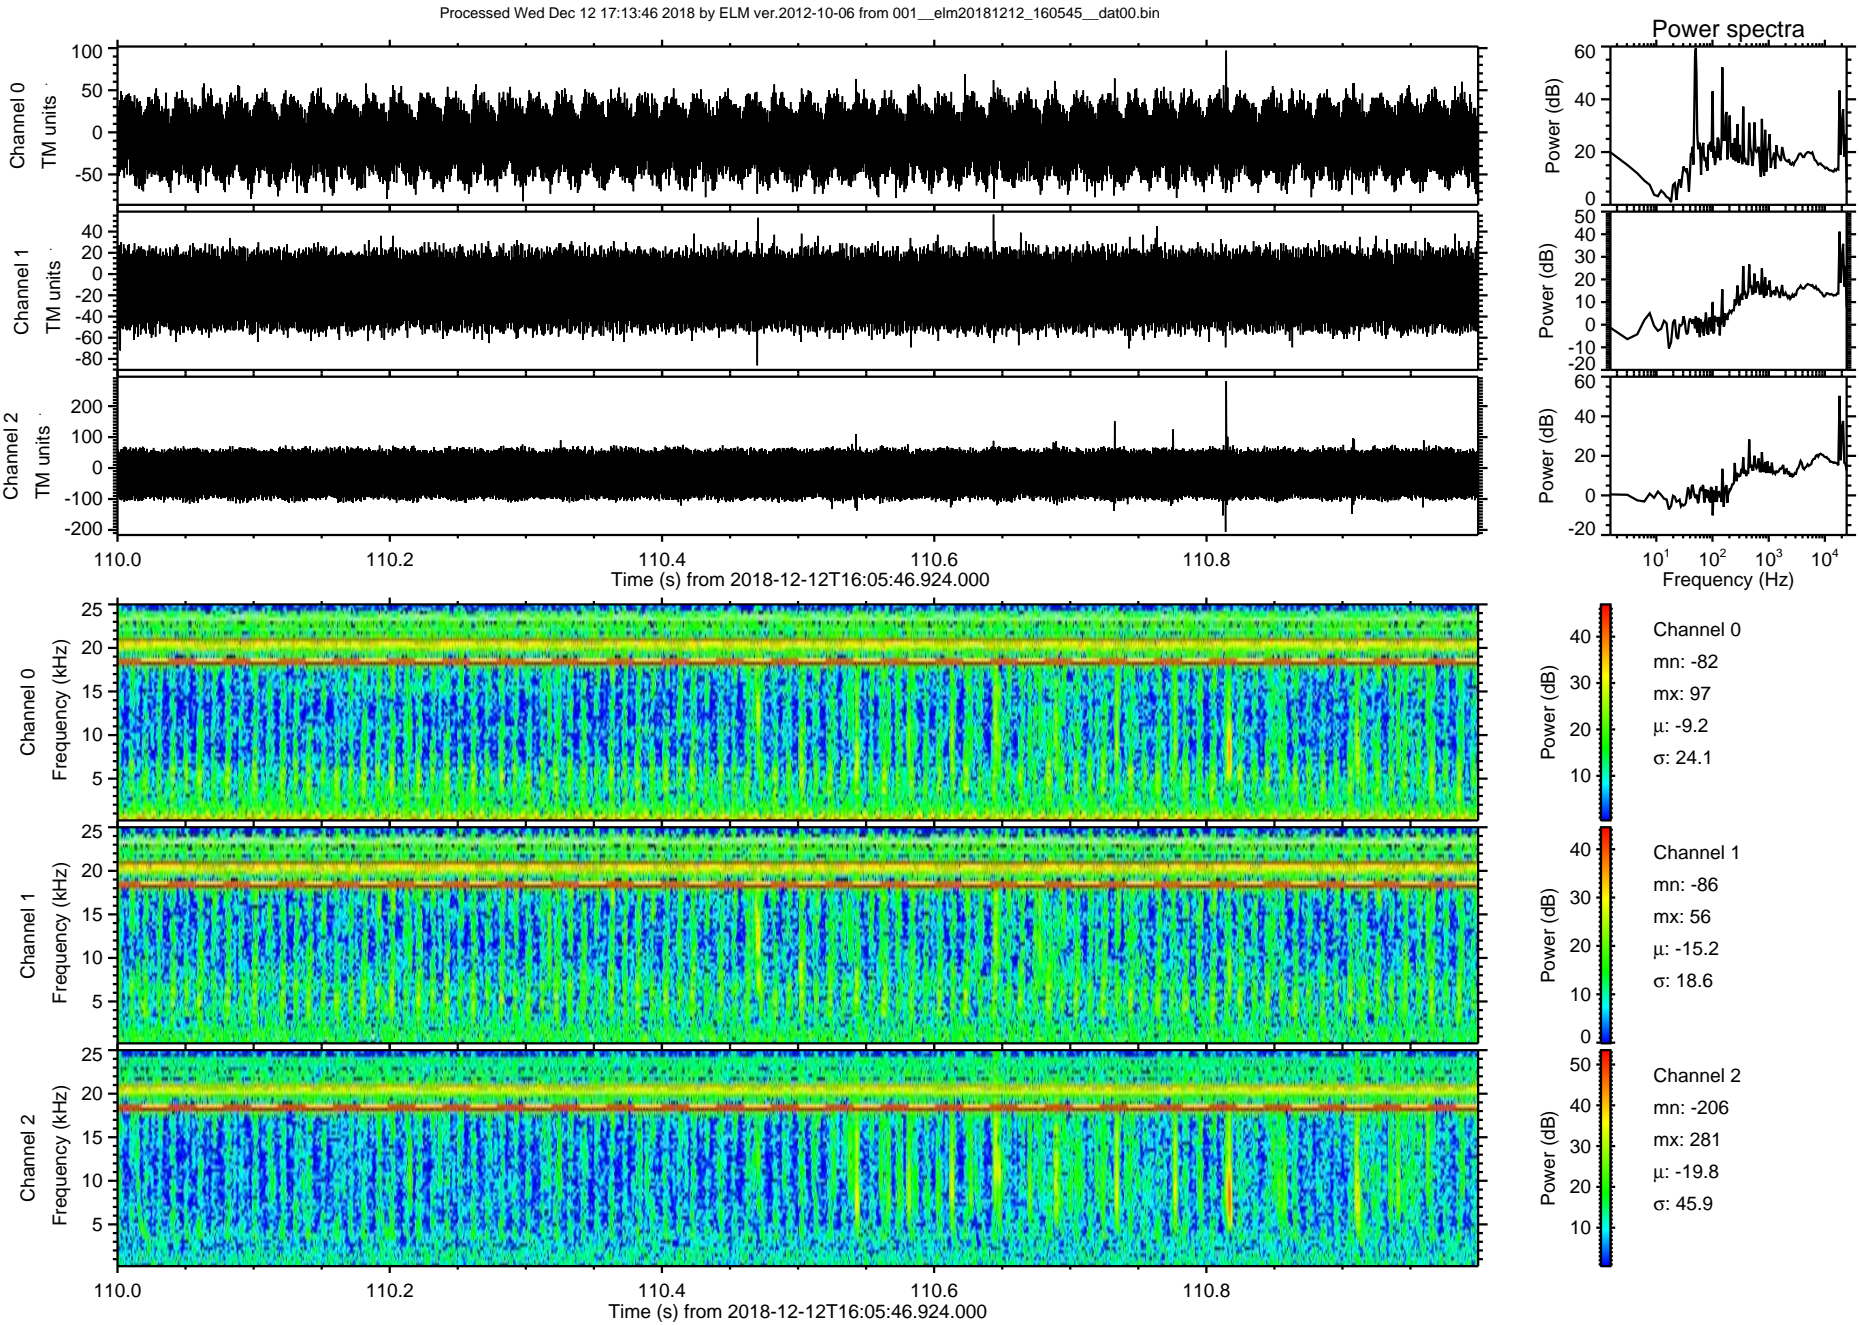 Processed Wed Dec 12 17:13:46 2018 by ELM ver.2012-10-06 from 001__elm20181212_160545__dat00.bin
Power spectra
Channel 0
TM units
100
50
0
-50
Power (dB)
60
40
20
0
Channel 1
TM units
40
20
0
-20
-40
-60
-80
Power (dB)
50
40
30
20
10
0
-10
-20
Channel 2
TM units
200
100
0
-100
-200
Power (dB)
60
40
20
0
-20
110.0 110.2 110.4 110.6 110.8
Time (s) from 2018-12-12T16:05:46.924.000
10^1 10^2 10^3 10^4
Frequency (Hz)
Channel 0
Frequency (kHz)
25
20
15
10
5
Power (dB)
40
30
20
10
Channel 0
mn: -82
mx: 97
μ: -9.2
σ: 24.1
Channel 1
Frequency (kHz)
25
20
15
10
5
Power (dB)
40
30
20
10
0
Channel 1
mn: -86
mx: 56
μ: -15.2
σ: 18.6
Channel 2
Frequency (kHz)
25
20
15
10
5
Power (dB)
50
40
30
20
10
Channel 2
mn: -206
mx: 281
μ: -19.8
σ: 45.9
110.0 110.2 110.4 110.6 110.8
Time (s) from 2018-12-12T16:05:46.924.000